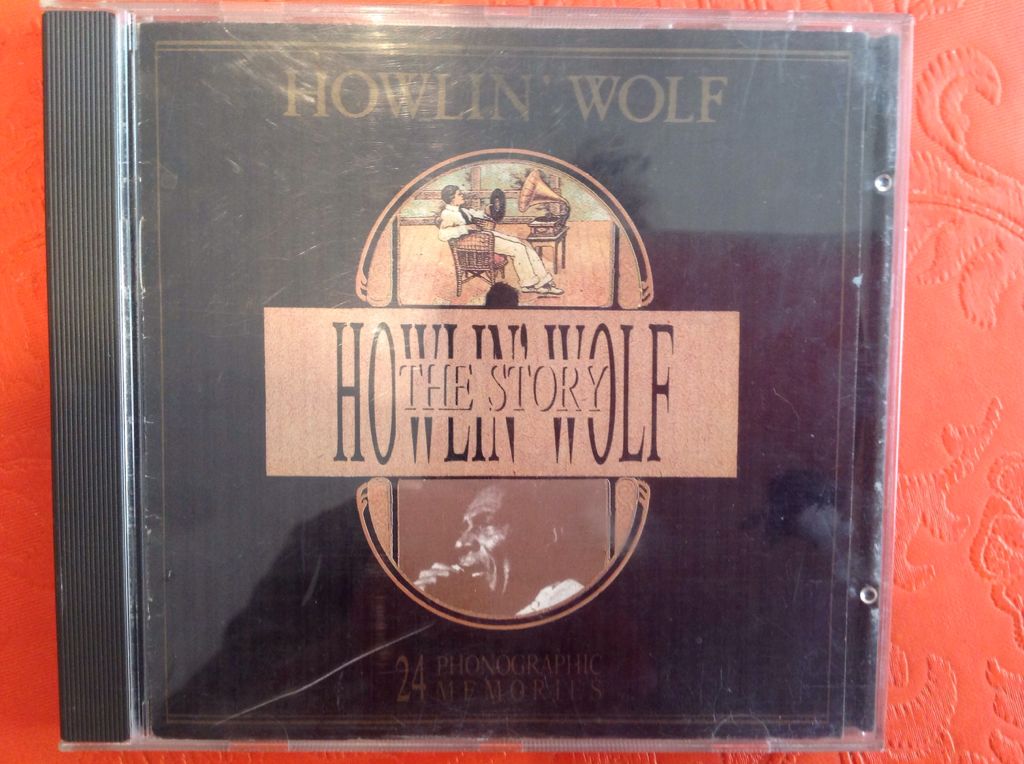 HOWLIN' WOLF
HOWLIN' WOLF
THE STORY
24 PHONOGRAPHIC
MEMORIES